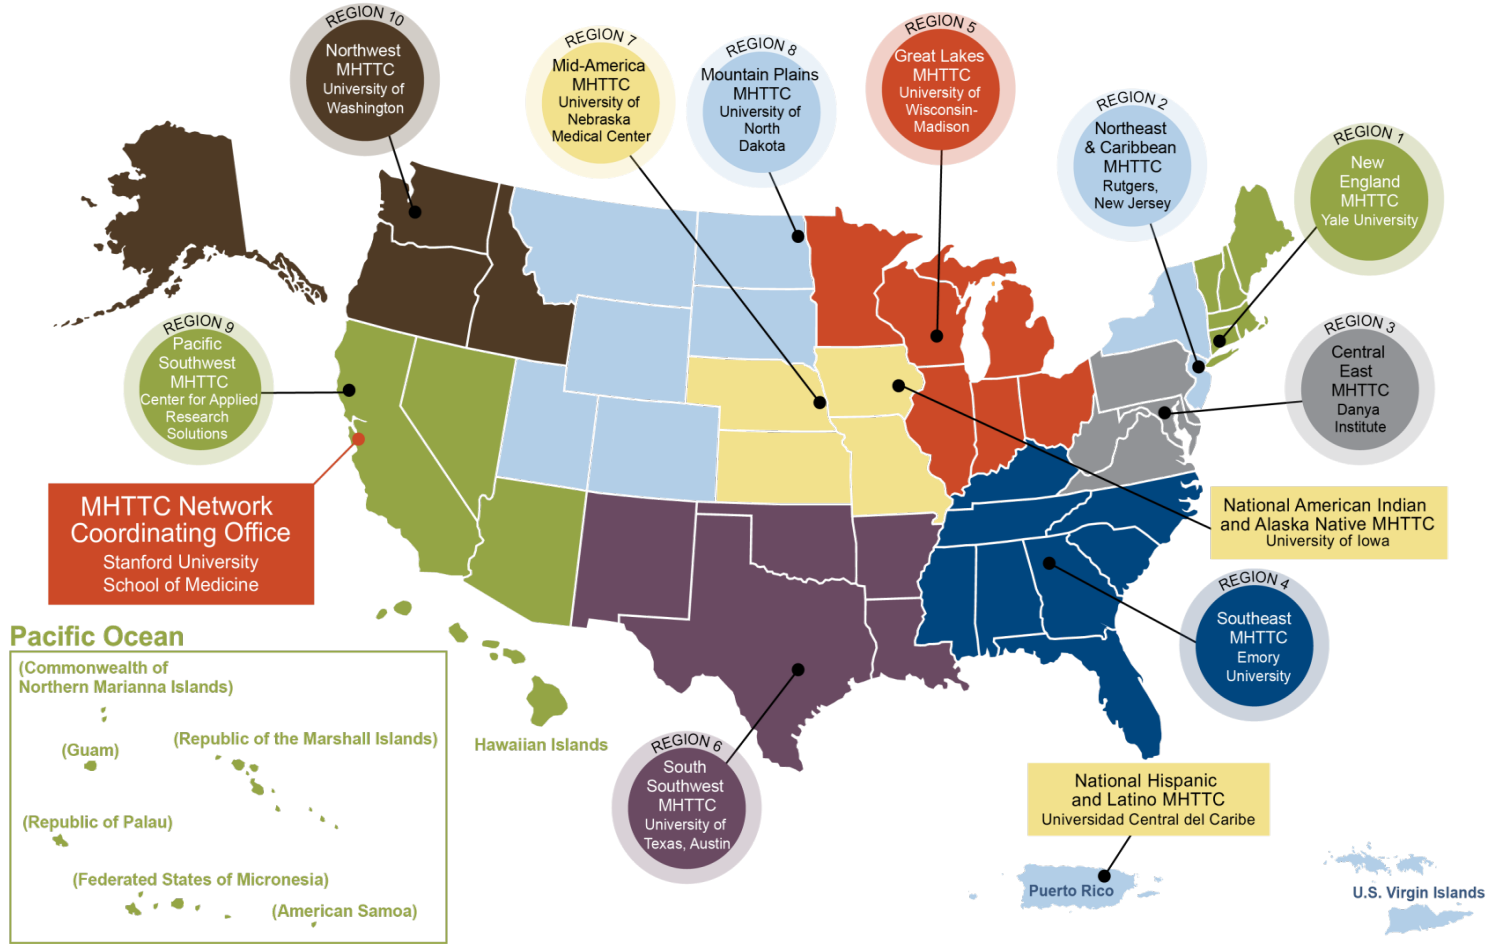 REGION 10
Northwest
MHTTC
University of
Washington
REGION 7
Mid-America
MHTTC
University of
Nebraska
Medical Center
REGION 8
Mountain Plains
MHTTC
University of
North
Dakota
REGION 5
Great Lakes
MHTTC
University of
Wisconsin-
Madison
REGION 2
Northeast
& Caribbean
MHTTC
Rutgers,
New Jersey
REGION 1
New
England
MHTTC
Yale University
REGION 9
Pacific
Southwest
MHTTC
Center for Applied
Research
Solutions
REGION 3
Central
East
MHTTC
Danya
Institute
MHTTC Network
Coordinating Office
Stanford University
School of Medicine
National American Indian
and Alaska Native MHTTC
University of Iowa
REGION 4
Southeast
MHTTC
Emory
University
Pacific Ocean
(Commonwealth of
Northern Marianna Islands)
(Guam)
(Republic of the Marshall Islands)
(Republic of Palau)
(Federated States of Micronesia)
(American Samoa)
Hawaiian Islands
REGION 6
South
Southwest
MHTTC
University of
Texas, Austin
National Hispanic
and Latino MHTTC
Universidad Central del Caribe
Puerto Rico
U.S. Virgin Islands